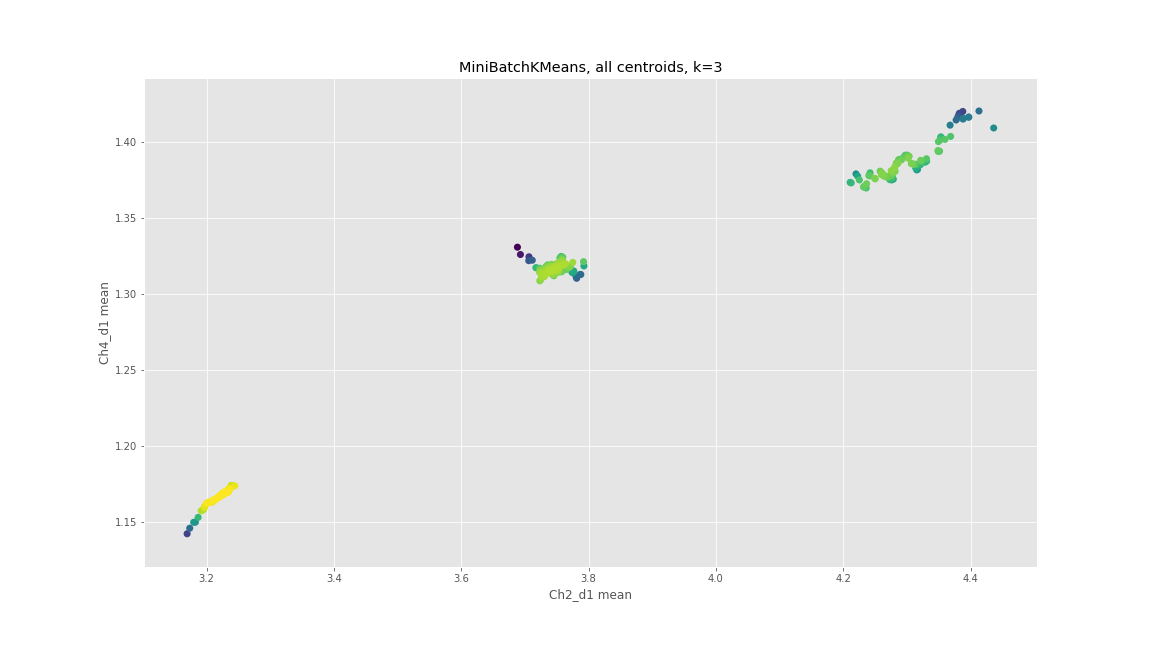 MiniBatchKMeans, all centroids, k=3
Ch4_d1 mean
1.40
1.35
1.30
1.25
1.20
1.15
3.2 3.4 3.6 3.8 4.0 4.2 4.4
Ch2_d1 mean